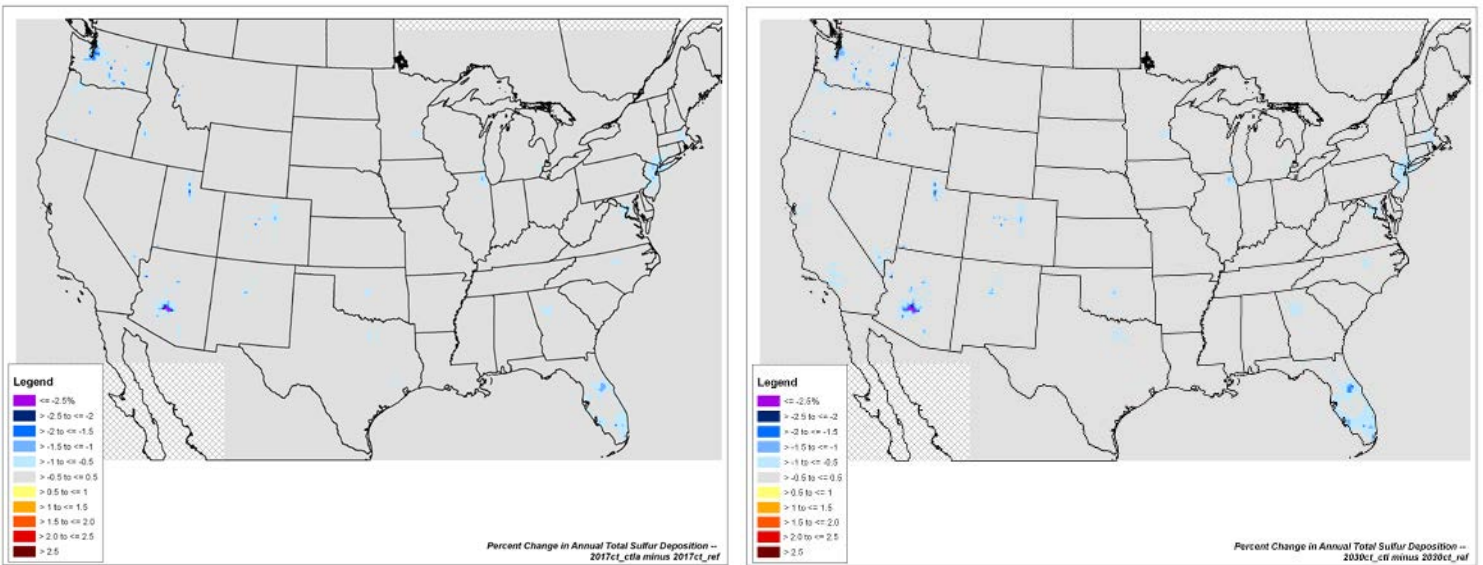 Legend
<= -2.5%
> -2.5 to <= -2
> -2 to <= -1.5
> -1.5 to <= -1
> -1 to <= -0.5
> -0.5 to <= 0.5
> 0.5 to <= 1
> 1 to <= 1.5
> 1.5 to <= 2.0
> 2.0 to <= 2.5
> 2.5
Percent Change in Annual Total Sulfur Deposition --
2017ct_ctla minus 2017ct_ref
Legend
<= -2.5%
> -2.5 to <= -2
> -2 to <= -1.5
> -1.5 to <= -1
> -1 to <= -0.5
> -0.5 to <= 0.5
> 0.5 to <= 1
> 1 to <= 1.5
> 1.5 to <= 2.0
> 2.0 to <= 2.5
> 2.5
Percent Change in Annual Total Sulfur Deposition --
2030ct_ctl minus 2030ct_ref